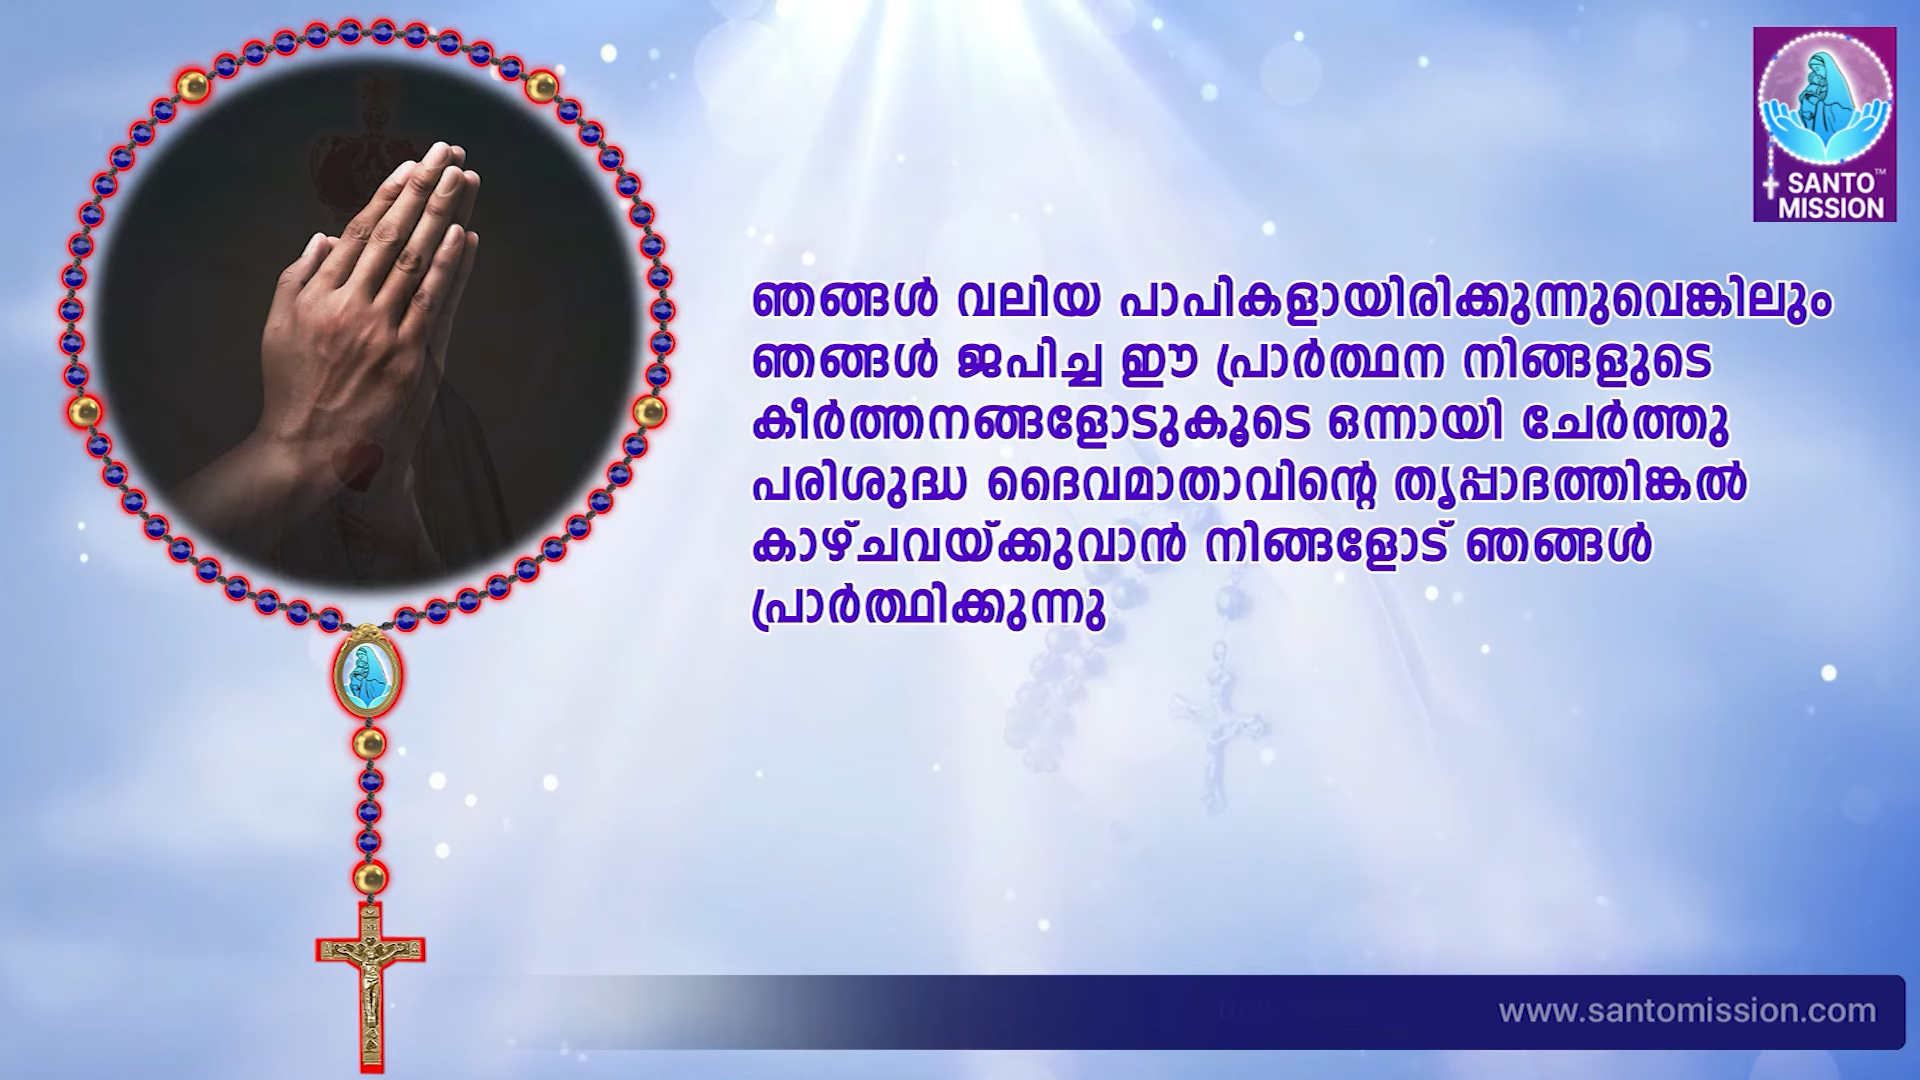 SANTO™
MISSION
ഞങ്ങൾ വലിയ പാപികളായിരിക്കുന്നുവെങ്കിലും
ഞങ്ങൾ ജപിച്ച ഈ പ്രാർത്ഥന നിങ്ങളുടെ
കീർത്തനങ്ങളോടുകൂടെ ഒന്നായി ചേർത്തു
പരിശുദ്ധ ദൈവമാതാവിന്റെ തൃപ്പാദത്തിങ്കൽ
കാഴ്ചവയ്ക്കുവാൻ നിങ്ങളോട് ഞങ്ങൾ
പ്രാർത്ഥിക്കുന്നു
www.santomission.com